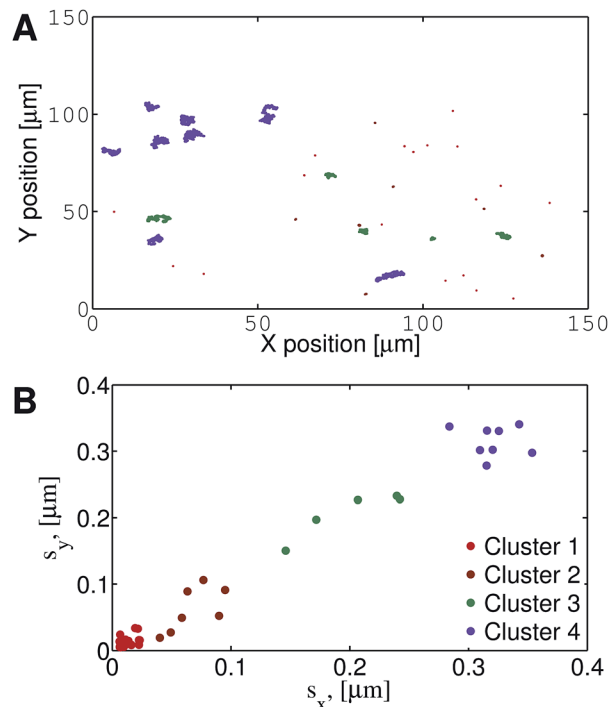 A
150
100
50
0
Y position [μm]
0 50 100 150
X position [μm]
B
0.4
0.3
0.2
0.1
0
s_y, [μm]
Cluster 1
Cluster 2
Cluster 3
Cluster 4
0 0.1 0.2 0.3 0.4
s_x, [μm]